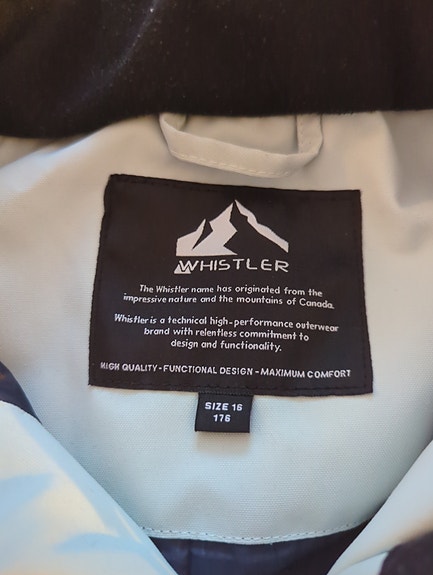 WHISTLER
The Whistler name has originated from the
impressive nature and the mountains of Canada.
Whistler is a technical high-performance outerwear
brand with relentless commitment to
design and functionality.
HIGH QUALITY - FUNCTIONAL DESIGN - MAXIMUM COMFORT
SIZE 16
176